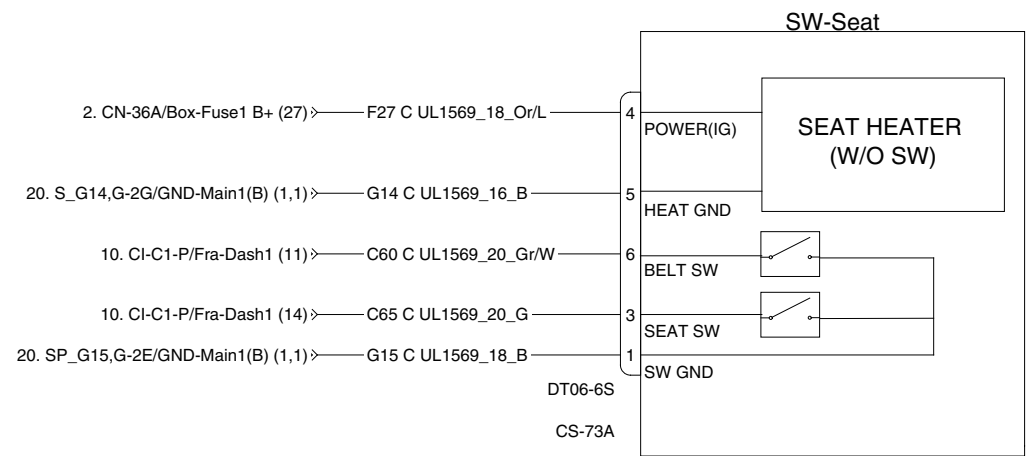 SW-Seat
2. CN-36A/Box-Fuse1 B+ (27) F27 C UL1569_18_Or/L 4
POWER(IG)
SEAT HEATER
(W/O SW)
20. S_G14,G-2G/GND-Main1(B) (1,1) G14 C UL1569_16_B 5
HEAT GND
10. CI-C1-P/Fra-Dash1 (11) C60 C UL1569_20_Gr/W 6
BELT SW
10. CI-C1-P/Fra-Dash1 (14) C65 C UL1569_20_G 3
SEAT SW
20. SP_G15,G-2E/GND-Main1(B) (1,1) G15 C UL1569_18_B 1
SW GND
DT06-6S
CS-73A